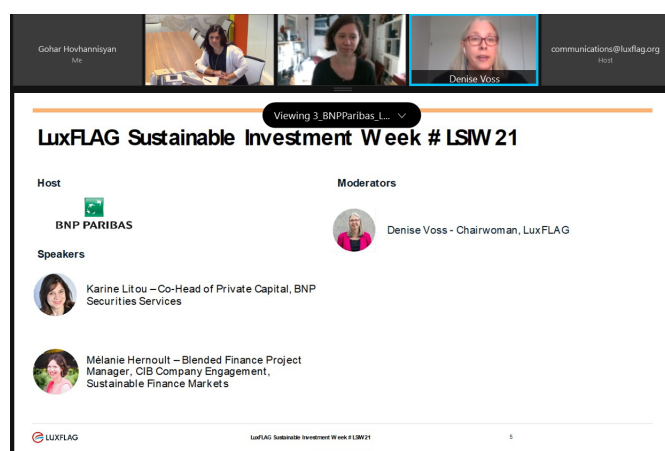 Gohar Hovhannisyan
Me
Denise Voss
communications@luxflag.org
Host
Viewing 3_BNPParibas_L...
LuxFLAG Sustainable Investment Week # LSIW 21
Host
BNP PARIBAS
Speakers
Karine Litou – Co-Head of Private Capital, BNP
Securities Services
Mélanie Hernoult – Blended Finance Project
Manager, CIB Company Engagement,
Sustainable Finance Markets
Moderators
Denise Voss - Chairwoman, LuxFLAG
LUXFLAG
LuxFLAG Sustainable Investment Week # LSIW 21
5